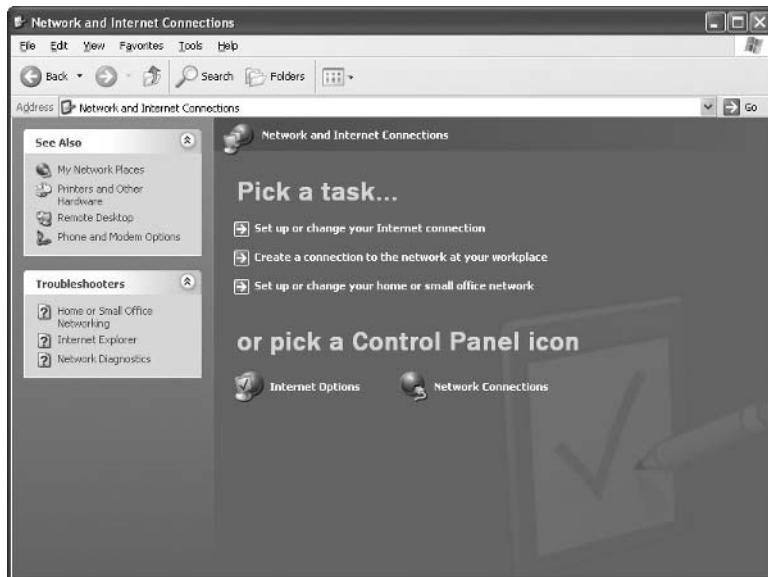 Network and Internet Connections
File Edit View Favorites Tools Help
Back Search Folders
Address Network and Internet Connections Go
See Also
My Network Places
Printers and Other
Hardware
Remote Desktop
Phone and Modem Options
Troubleshooters
Home or Small Office
Networking
Internet Explorer
Network Diagnostics
Network and Internet Connections
Pick a task...
Set up or change your Internet connection
Create a connection to the network at your workplace
Set up or change your home or small office network
or pick a Control Panel icon
Internet Options
Network Connections